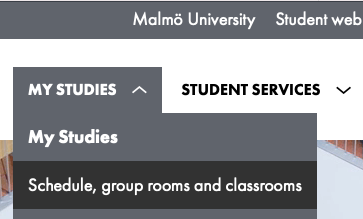 Malmö University Student web
MY STUDIES STUDENT SERVICES
My Studies
Schedule, group rooms and classrooms